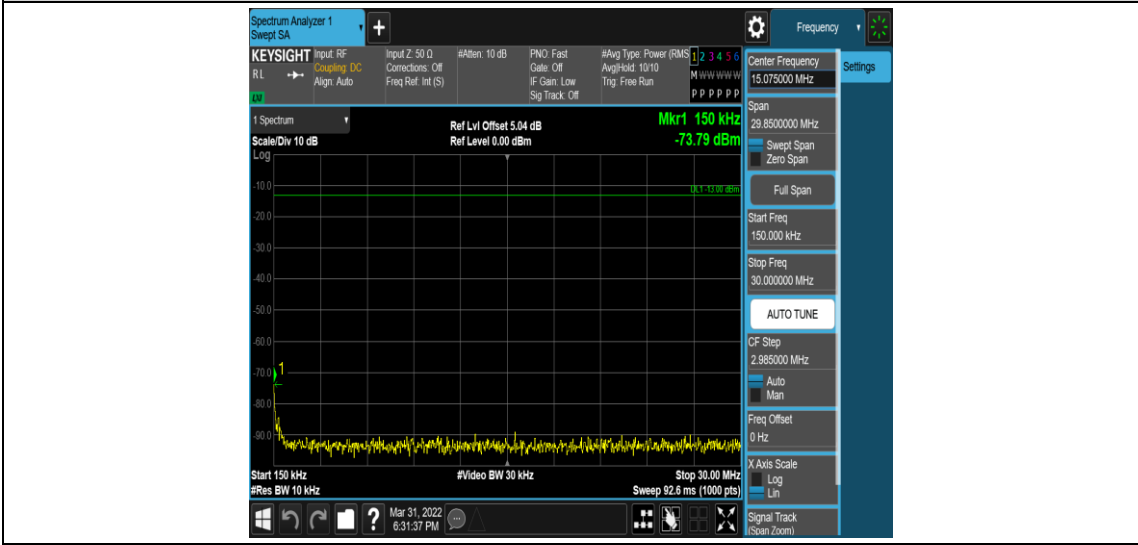 Spectrum Analyzer 1
Swept SA
+
Frequency
KEYSIGHT
RL
LNI
Input: RF
Coupling: DC
Align: Auto
Input Z: 50 Ω
Corrections: Off
Freq Ref: Int (S)
#Atten: 10 dB
PNO: Fast
Gate: Off
IF Gain: Low
Sig Track: Off
#Avg Type: Power (RMS
Avg|Hold: 10/10
Trig: Free Run
1 2 3 4 5 6
M W W W W W
P P P P P P
1 Spectrum
Scale/Div 10 dB
Log
Ref Lvl Offset 5.04 dB
Ref Level 0.00 dBm
Mkr1 150 kHz
-73.79 dBm
DL1 -13.00 dBm
-10.0
-20.0
-30.0
-40.0
-50.0
-60.0
-70.0
-80.0
-90.0
1
Start 150 kHz
#Res BW 10 kHz
#Video BW 30 kHz
Stop 30.00 MHz
Sweep 92.6 ms (1000 pts)
?
Mar 31, 2022
6:31:37 PM
Center Frequency
15.075000 MHz
Settings
Span
29.8500000 MHz
Swept Span
Zero Span
Full Span
Start Freq
150.000 kHz
Stop Freq
30.000000 MHz
AUTO TUNE
CF Step
2.985000 MHz
Auto
Man
Freq Offset
0 Hz
X Axis Scale
Log
Lin
Signal Track
(Span Zoom)